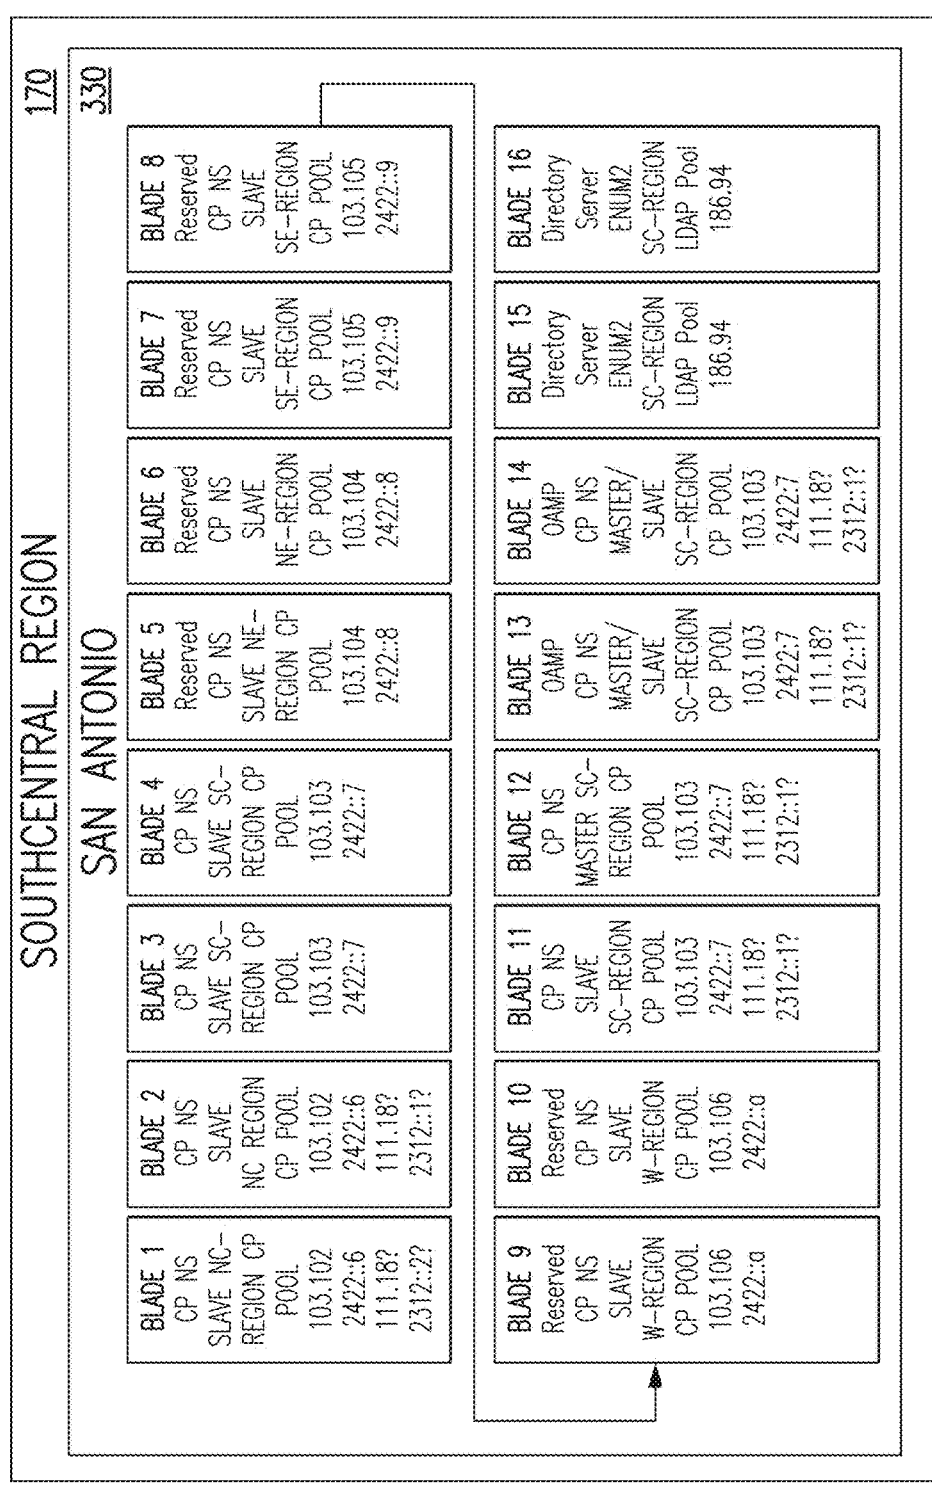 SOUTHCENTRAL REGION
170
SAN ANTONIO
330
BLADE 1
CP NS
SLAVE NC-
REGION CP
POOL
103.102
2422::6
111.18?
2312::2?
BLADE 2
CP NS
SLAVE
NC REGION
CP POOL
103.102
2422::6
111.18?
2312::1?
BLADE 3
CP NS
SLAVE SC-
REGION CP
POOL
103.103
2422::7
BLADE 4
CP NS
SLAVE SC-
REGION CP
POOL
103.103
2422::7
BLADE 5
Reserved
CP NS
SLAVE NE-
REGION CP
POOL
103.104
2422::8
BLADE 6
Reserved
CP NS
SLAVE
NE-REGION
CP POOL
103.104
2422::8
BLADE 7
Reserved
CP NS
SLAVE
SE-REGION
CP POOL
103.105
2422::9
BLADE 8
Reserved
CP NS
SLAVE
SE-REGION
CP POOL
103.105
2422::9
BLADE 9
Reserved
CP NS
SLAVE
W-REGION
CP POOL
103.106
2422::a
BLADE 10
Reserved
CP NS
SLAVE
W-REGION
CP POOL
103.106
2422::a
BLADE 11
CP NS
SLAVE
SC-REGION
CP POOL
103.103
2422::7
111.18?
2312::1?
BLADE 12
CP NS
MASTER SC-
REGION CP
POOL
103.103
2422::7
111.18?
2312::1?
BLADE 13
OAMP
CP NS
MASTER/
SLAVE
SC-REGION
CP POOL
103.103
2422:7
111.18?
2312::1?
BLADE 14
OAMP
CP NS
MASTER/
SLAVE
SC-REGION
CP POOL
103.103
2422:7
111.18?
2312::1?
BLADE 15
Directory
Server
ENUM2
SC-REGION
LDAP Pool
186.94
BLADE 16
Directory
Server
ENUM2
SC-REGION
LDAP Pool
186.94